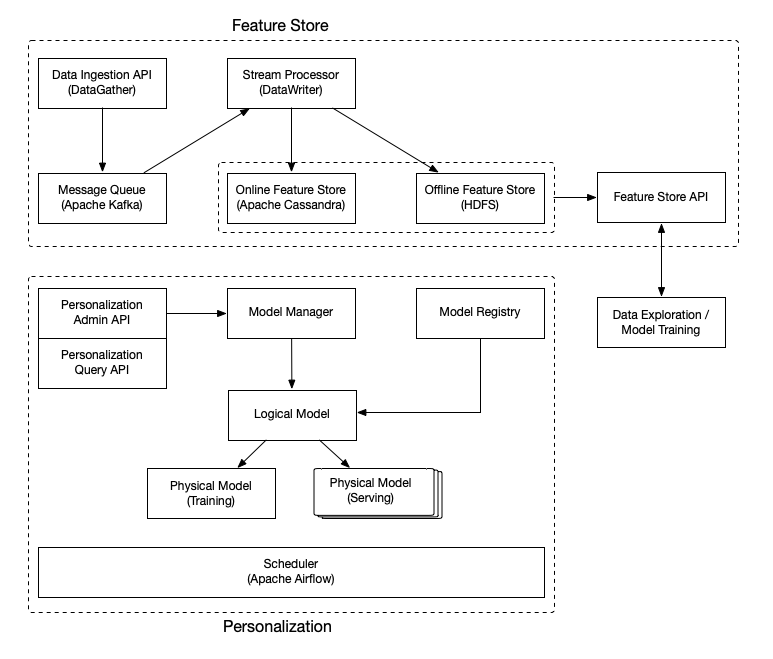 Feature Store
Data Ingestion API
(DataGather)
Stream Processor
(DataWriter)
Message Queue
(Apache Kafka)
Online Feature Store
(Apache Cassandra)
Offline Feature Store
(HDFS)
Feature Store API
Data Exploration /
Model Training
Personalization
Admin API
Personalization
Query API
Model Manager
Model Registry
Logical Model
Physical Model
(Training)
Physical Model
(Serving)
Scheduler
(Apache Airflow)
Personalization